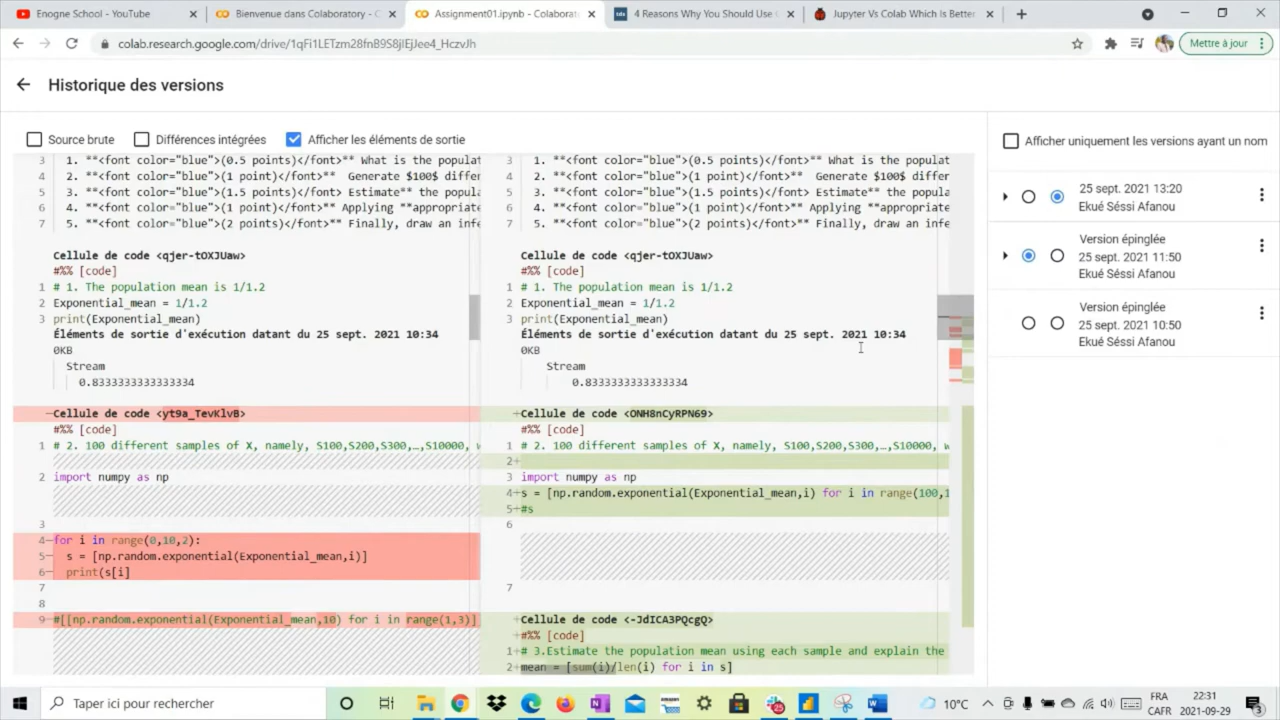 Enogne School - YouTube
Bienvenue dans Colaboratory - C
Assignment01.ipynb - Colaborato
4 Reasons Why You Should Use
Jupyter Vs Colab Which Is Better
colab.research.google.com/drive/
Mettre à jour
Historique des versions
Source brute
Différences intégrées
Afficher les éléments de sortie
Afficher uniquement les versions ayant un nom
3 1. **<font color="blue">(0.5 points)</font>** What is the populat
4 2. **<font color="blue">(1 point)</font>** Generate $100$ differ
5 3. **<font color="blue">(1.5 points)</font> Estimate** the popula
6 4. **<font color="blue">(1 point)</font>** Applying **appropriate
7 5. **<font color="blue">(2 points)</font>** Finally, draw an infe
Cellule de code <qjer-tOXJUaw>
#%% [code]
1 # 1. The population mean is 1/1.2
2 Exponential_mean = 1/1.2
3 print(Exponential_mean)
Éléments de sortie d'exécution datant du 25 sept. 2021 10:34
0KB
Stream
0.8333333333333334
-Cellule de code <yt9a_TevKlvB>
#%% [code]
1 # 2. 100 different samples of X, namely, S100,S200,S300,…,S10000, w
2 import numpy as np
3
4-for i in range(0,10,2):
5- s = [np.random.exponential(Exponential_mean,i)]
6- print(s[i]
7
8
9-#[[np.random.exponential(Exponential_mean,10) for i in range(1,3)]
3 1. **<font color="blue">(0.5 points)</font>** What is the populat
4 2. **<font color="blue">(1 point)</font>** Generate $100$ differ
5 3. **<font color="blue">(1.5 points)</font> Estimate** the popula
6 4. **<font color="blue">(1 point)</font>** Applying **appropriate
7 5. **<font color="blue">(2 points)</font>** Finally, draw an infe
Cellule de code <qjer-tOXJUaw>
#%% [code]
1 # 1. The population mean is 1/1.2
2 Exponential_mean = 1/1.2
3 print(Exponential_mean)
Éléments de sortie d'exécution datant du 25 sept. 2021 10:34
0KB
Stream
0.8333333333333334
+Cellule de code <ONH8nCyRPN69>
+#%% [code]
1 # 2. 100 different samples of X, namely, S100,S200,S300,…,S10000, w
2+
3 import numpy as np
4+s = [np.random.exponential(Exponential_mean,i) for i in range(100,1
5+#s
6
7
+Cellule de code <-JdICA3PQcgQ>
+#%% [code]
1+# 3.Estimate the population mean using each sample and explain the
2+mean = [sum(i)/len(i) for i in s]
25 sept. 2021 13:20
Ekué Séssi Afanou
Version épinglée
25 sept. 2021 11:50
Ekué Séssi Afanou
Version épinglée
25 sept. 2021 10:50
Ekué Séssi Afanou
Taper ici pour rechercher
25
10°C
FRA
CAFR
22:31
2021-09-29
3